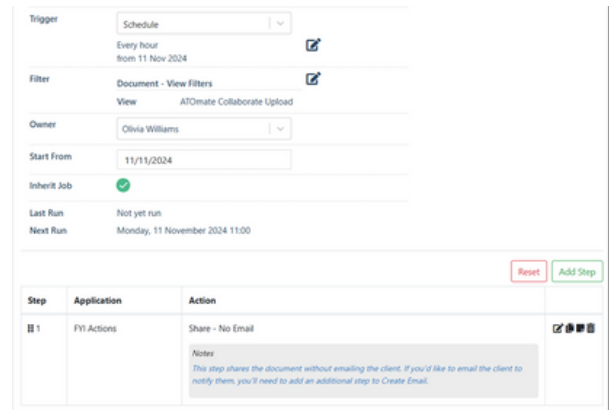 Trigger
Schedule
Every hour
from 11 Nov 2024
Filter
Document - View Filters
View ATOmate Collaborate Upload
Owner
Olivia Williams
Start From
11/11/2024
Inherit Job
Last Run Not yet run
Next Run Monday, 11 November 2024 11:00
Reset Add Step
Step Application Action
1 FYI Actions Share - No Email
Notes
This step shares the document without emailing the client. If you'd like to email the client to
notify them, you'll need to add an additional step to Create Email.